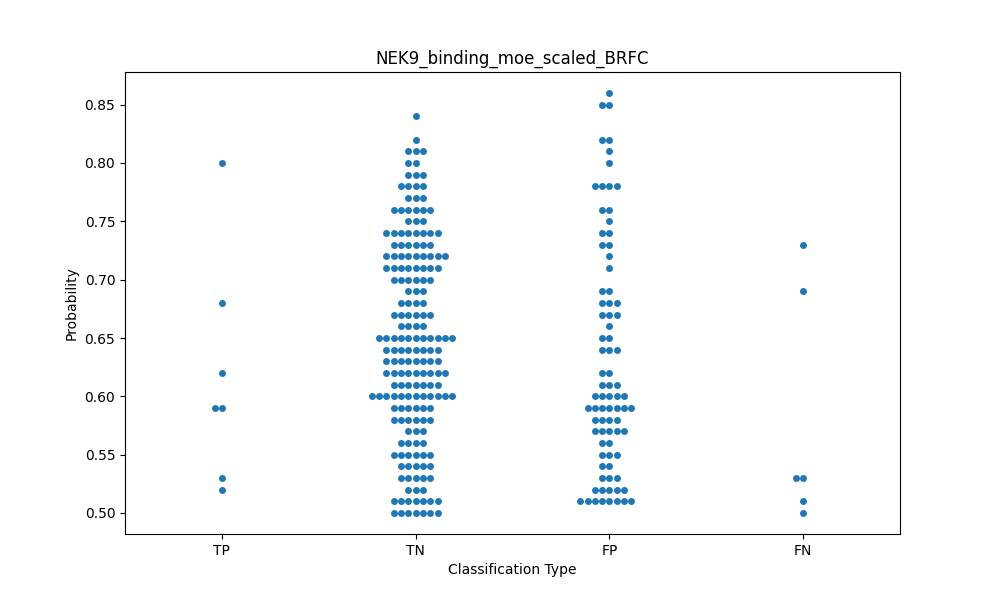 NEK9_binding_moe_scaled_BRFC
0.85
0.80
0.75
0.70
0.65
0.60
0.55
0.50
Probability
TP TN FP FN
Classification Type